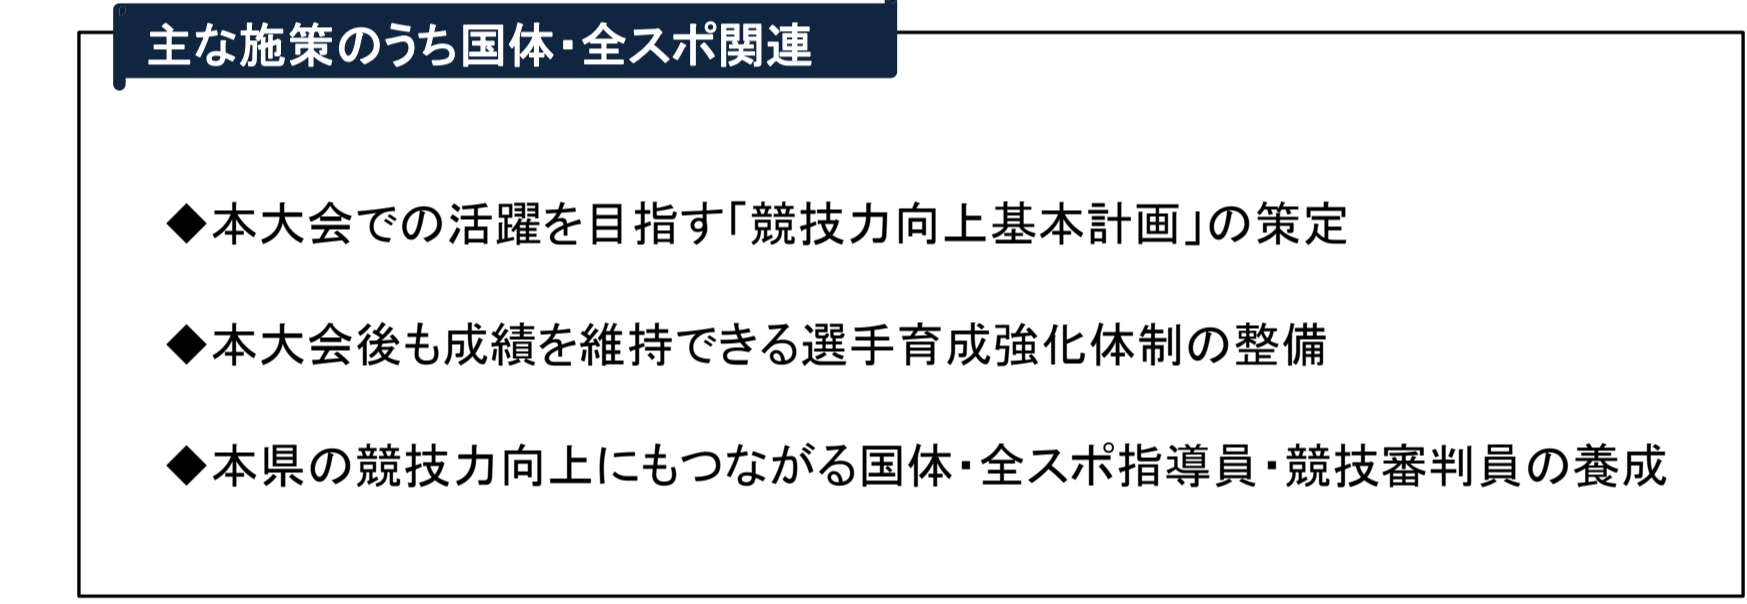 主な施策のうち国体・全スポ関連
◆本大会での活躍を目指す「競技力向上基本計画」の策定
◆本大会後も成績を維持できる選手育成強化体制の整備
◆本県の競技力向上にもつながる国体・全スポ指導員・競技審判員の養成